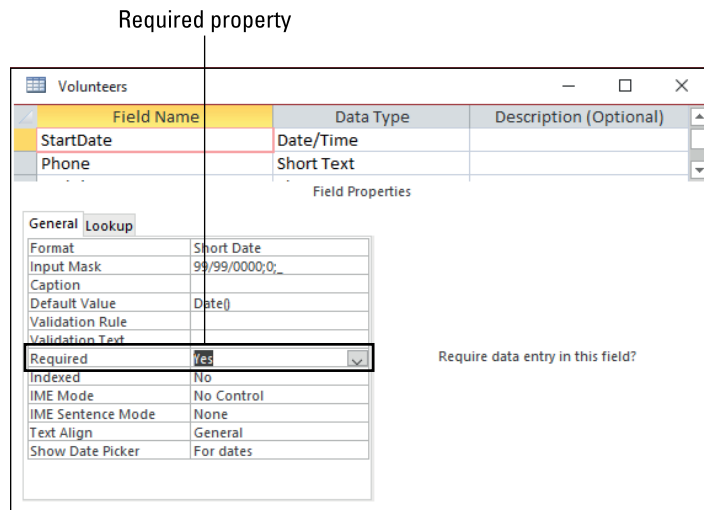 Required property
Volunteers
Field Name Data Type Description (Optional)
StartDate Date/Time
Phone Short Text
Field Properties
General Lookup
Format Short Date
Input Mask 99/99/0000;0;_
Caption
Default Value Date()
Validation Rule
Validation Text
Required Yes
Require data entry in this field?
Indexed No
IME Mode No Control
IME Sentence Mode None
Text Align General
Show Date Picker For dates